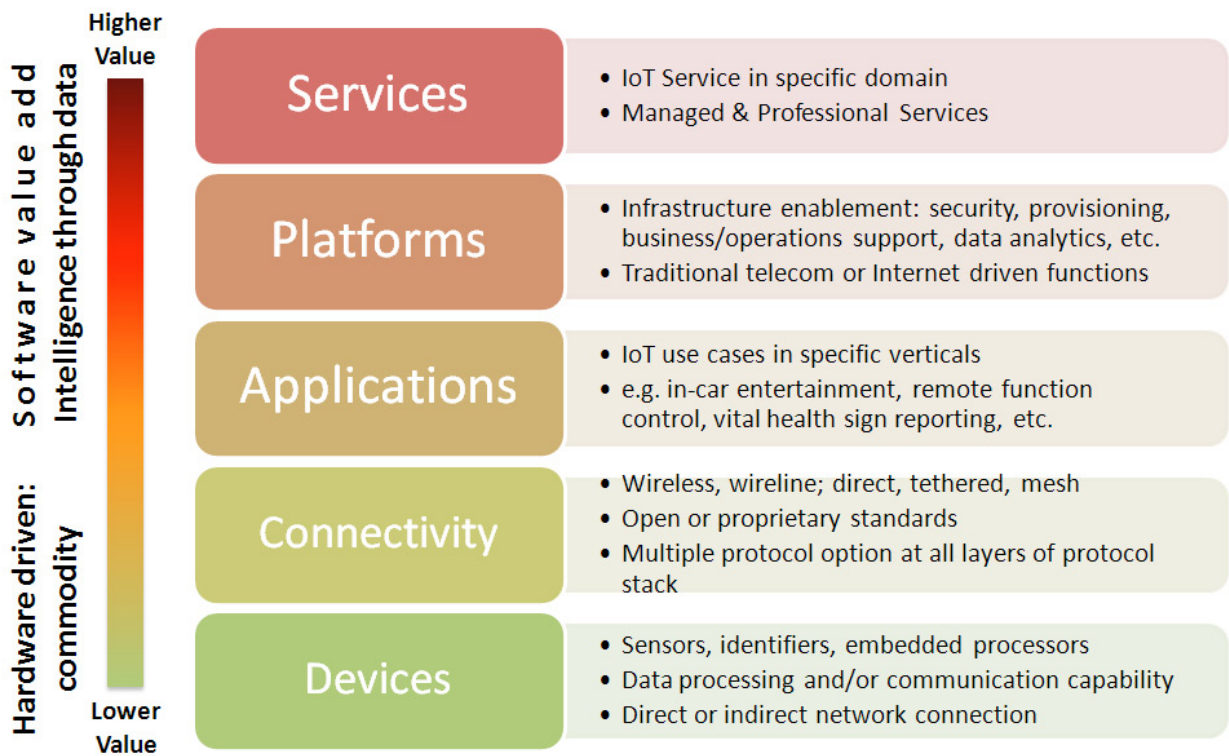 Higher
Value
Software value add
Intelligence through data
Hardware driven:
commodity
Lower
Value
Services
• IoT Service in specific domain
• Managed & Professional Services
Platforms
• Infrastructure enablement: security, provisioning,
business/operations support, data analytics, etc.
• Traditional telecom or Internet driven functions
Applications
• IoT use cases in specific verticals
• e.g. in-car entertainment, remote function
control, vital health sign reporting, etc.
Connectivity
• Wireless, wireline; direct, tethered, mesh
• Open or proprietary standards
• Multiple protocol option at all layers of protocol
stack
Devices
• Sensors, identifiers, embedded processors
• Data processing and/or communication capability
• Direct or indirect network connection